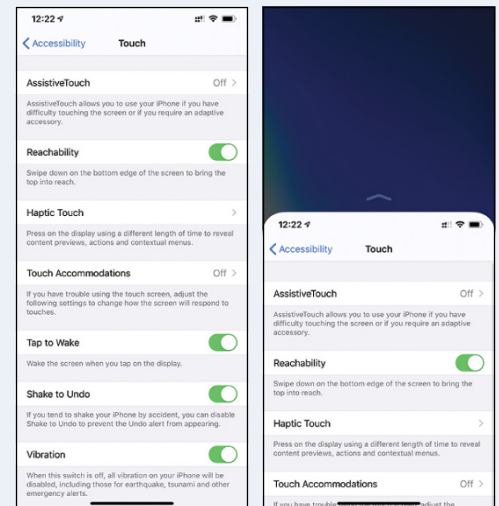 12:22
Accessibility Touch
AssistiveTouch Off
AssistiveTouch allows you to use your iPhone if you have
difficulty touching the screen or if you require an adaptive
accessory.
Reachability
Swipe down on the bottom edge of the screen to bring the
top into reach.
Haptic Touch
Press on the display using a different length of time to reveal
content previews, actions and contextual menus.
Touch Accommodations Off
If you have trouble using the touch screen, adjust the
following settings to change how the screen will respond to
touches.
Tap to Wake
Wake the screen when you tap on the display.
Shake to Undo
If you tend to shake your iPhone by accident, you can disable
Shake to Undo to prevent the Undo alert from appearing.
Vibration
When this switch is off, all vibration on your iPhone will be
disabled, including those for earthquake, tsunami and other
emergency alerts.
12:22
Accessibility Touch
AssistiveTouch Off
AssistiveTouch allows you to use your iPhone if you have
difficulty touching the screen or if you require an adaptive
accessory.
Reachability
Swipe down on the bottom edge of the screen to bring the
top into reach.
Haptic Touch
Press on the display using a different length of time to reveal
content previews, actions and contextual menus.
Touch Accommodations Off
If you have trouble adjust the